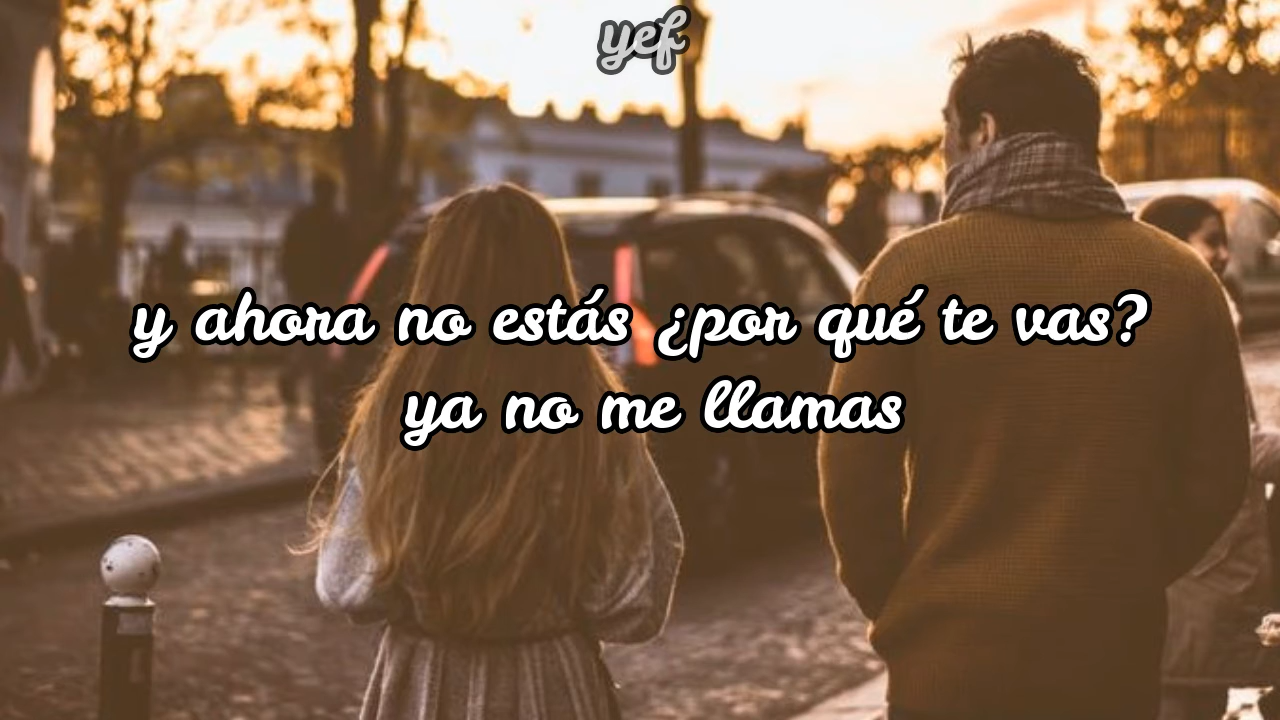 yef
y ahora no estás ¿por qué te vas?
ya no me llamas